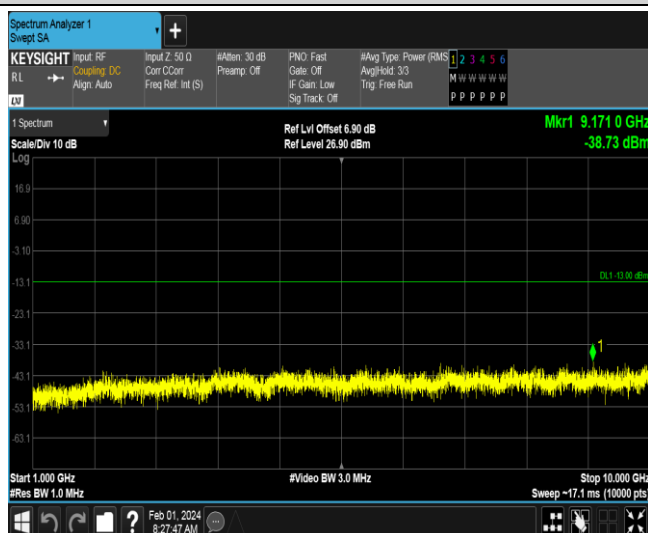 Spectrum Analyzer 1
Swept SA
KEYSIGHT
RL
LXI
Input: RF
Coupling: DC
Align: Auto
Input Z: 50 Ω
Corr CCorr
Freq Ref: Int (S)
#Atten: 30 dB
Preamp: Off
PNO: Fast
Gate: Off
IF Gain: Low
Sig Track: Off
#Avg Type: Power (RMS
Avg|Hold: 3/3
Trig: Free Run
1 2 3 4 5 6
M W W W W W
P P P P P P
1 Spectrum
Scale/Div 10 dB
Log
Ref Lvl Offset 6.90 dB
Ref Level 26.90 dBm
Mkr1 9.171 0 GHz
-38.73 dBm
16.9
6.90
-3.10
-13.1
DL1 -13.00 dBm
-23.1
-33.1
1
-43.1
-53.1
-63.1
Start 1.000 GHz
#Res BW 1.0 MHz
#Video BW 3.0 MHz
Stop 10.000 GHz
Sweep ~17.1 ms (10000 pts)
?
Feb 01, 2024
8:27:47 AM